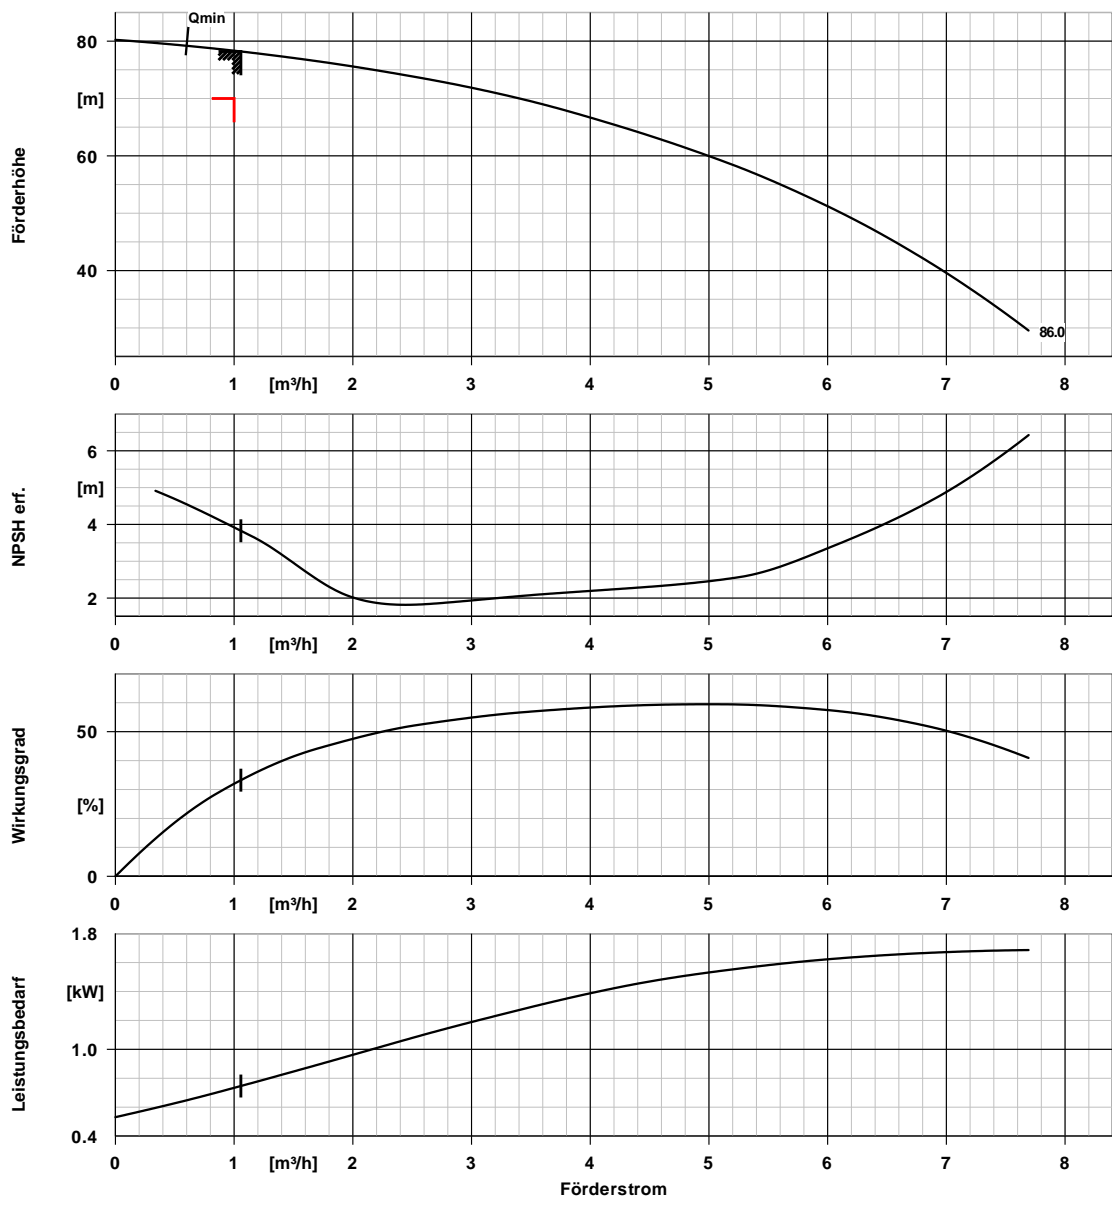 Qmin
80
[m]
60
40
Förderhöhe
86.0
0 1 [m³/h] 2 3 4 5 6 7 8
6
[m]
4
2
NPSH erf.
0 1 [m³/h] 2 3 4 5 6 7 8
50
[%]
0
Wirkungsgrad
0 1 [m³/h] 2 3 4 5 6 7 8
1.8
[kW]
1.0
0.4
Leistungsbedarf
0 1 [m³/h] 2 3 4 5 6 7 8
Förderstrom